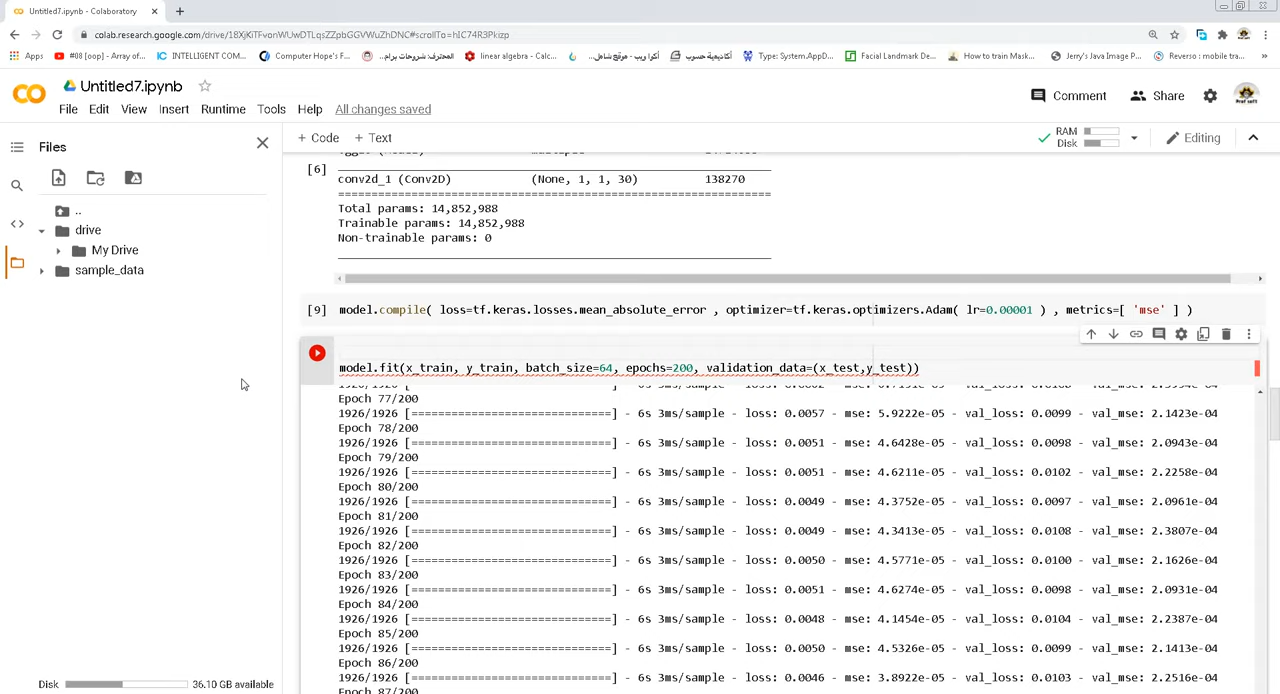 Untitled7.ipynb - Colaboratory
colab.research.google.com/drive/18XjKiTFvonWUwDTLqsZZpbGGVWuZhDNC#scrollTo=hIC74R3Pkizp
Apps
#08 [oop] - Array of...
INTELLIGENT COM...
Computer Hope's F...
المحترف: شروحات برام...
linear algebra - Calc...
أكرا ريب - موقع شامل...
أكاديمية حسوب...
Type: System.AppD...
Facial Landmark De...
How to train Mask...
Jerry's Java Image P...
Reverso : mobile tra...
»
Untitled7.ipynb
Comment
Share
File Edit View Insert Runtime Tools Help All changes saved
Files
+ Code + Text
RAM
Disk
Editing
..
drive
My Drive
sample_data
[6]
conv2d_1 (Conv2D) (None, 1, 1, 30) 138270
=================================================================
Total params: 14,852,988
Trainable params: 14,852,988
Non-trainable params: 0
[9] model.compile( loss=tf.keras.losses.mean_absolute_error , optimizer=tf.keras.optimizers.Adam( lr=0.00001 ) , metrics=[ 'mse' ] )
model.fit(x_train, y_train, batch_size=64, epochs=200, validation_data=(x_test,y_test))
Epoch 77/200
1926/1926 [==============================] - 6s 3ms/sample - loss: 0.0057 - mse: 5.9222e-05 - val_loss: 0.0099 - val_mse: 2.1423e-04
Epoch 78/200
1926/1926 [==============================] - 6s 3ms/sample - loss: 0.0051 - mse: 4.6428e-05 - val_loss: 0.0098 - val_mse: 2.0943e-04
Epoch 79/200
1926/1926 [==============================] - 6s 3ms/sample - loss: 0.0051 - mse: 4.6211e-05 - val_loss: 0.0102 - val_mse: 2.2258e-04
Epoch 80/200
1926/1926 [==============================] - 6s 3ms/sample - loss: 0.0049 - mse: 4.3752e-05 - val_loss: 0.0097 - val_mse: 2.0961e-04
Epoch 81/200
1926/1926 [==============================] - 6s 3ms/sample - loss: 0.0049 - mse: 4.3413e-05 - val_loss: 0.0108 - val_mse: 2.3807e-04
Epoch 82/200
1926/1926 [==============================] - 6s 3ms/sample - loss: 0.0050 - mse: 4.5771e-05 - val_loss: 0.0100 - val_mse: 2.1626e-04
Epoch 83/200
1926/1926 [==============================] - 6s 3ms/sample - loss: 0.0051 - mse: 4.6274e-05 - val_loss: 0.0098 - val_mse: 2.0931e-04
Epoch 84/200
1926/1926 [==============================] - 6s 3ms/sample - loss: 0.0048 - mse: 4.1454e-05 - val_loss: 0.0104 - val_mse: 2.2387e-04
Epoch 85/200
1926/1926 [==============================] - 6s 3ms/sample - loss: 0.0050 - mse: 4.5326e-05 - val_loss: 0.0099 - val_mse: 2.1413e-04
Epoch 86/200
1926/1926 [==============================] - 6s 3ms/sample - loss: 0.0046 - mse: 3.8922e-05 - val_loss: 0.0103 - val_mse: 2.2516e-04
Epoch 87/200
Disk 36.10 GB available